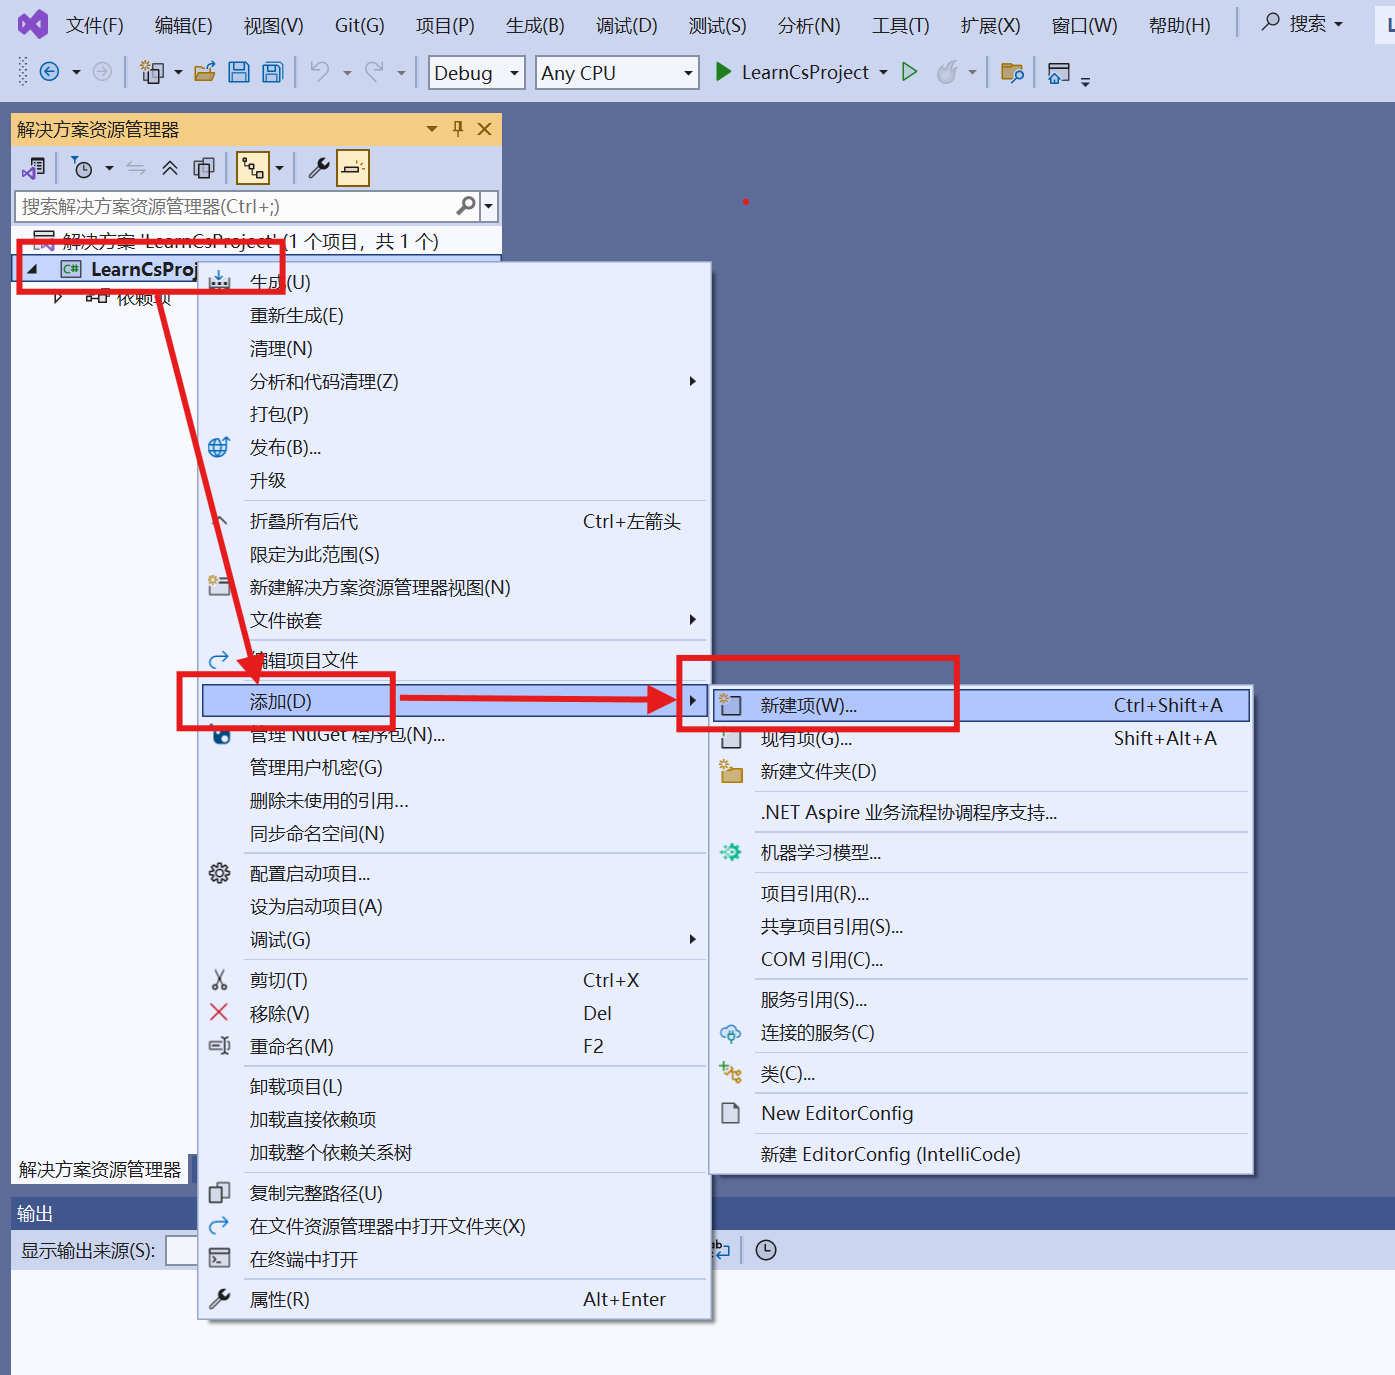 文件(F) 编辑(E) 视图(V) Git(G) 项目(P) 生成(B) 调试(D) 测试(S) 分析(N) 工具(T) 扩展(X) 窗口(W) 帮助(H) 搜索
Debug Any CPU LearnCsProject
解决方案资源管理器
搜索解决方案资源管理器(Ctrl+;)
解决方案 'LearnCsProject' (1 个项目，共 1 个)
C# LearnCsProj
依赖项
生成(U)
重新生成(E)
清理(N)
分析和代码清理(Z)
打包(P)
发布(B)...
升级
折叠所有后代 Ctrl+左箭头
限定为此范围(S)
新建解决方案资源管理器视图(N)
文件嵌套
编辑项目文件
添加(D)
管理 NuGet 程序包(N)...
管理用户机密(G)
删除未使用的引用...
同步命名空间(N)
配置启动项目...
设为启动项目(A)
调试(G)
剪切(T) Ctrl+X
移除(V) Del
重命名(M) F2
卸载项目(L)
加载直接依赖项
加载整个依赖关系树
复制完整路径(U)
在文件资源管理器中打开文件夹(X)
在终端中打开
属性(R) Alt+Enter
新建项(W)... Ctrl+Shift+A
现有项(G)... Shift+Alt+A
新建文件夹(D)
.NET Aspire 业务流程协调程序支持...
机器学习模型...
项目引用(R)...
共享项目引用(S)...
COM 引用(C)...
服务引用(S)...
连接的服务(C)
类(C)...
New EditorConfig
新建 EditorConfig (IntelliCode)
解决方案资源管理器
输出
显示输出来源(S):